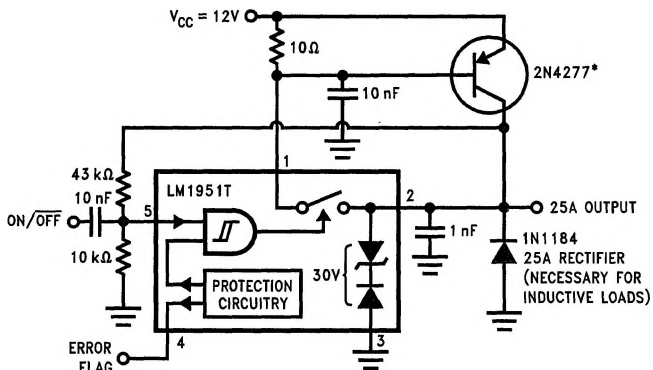 V_CC = 12V
10Ω
2N4277*
10 nF
1
43 kΩ
LM1951T
10 nF
2
ON/O̅F̅F̅
5
25A OUTPUT
1 nF
1N1184
25A RECTIFIER
(NECESSARY FOR
INDUCTIVE LOADS)
10 kΩ
30V
PROTECTION
CIRCUITRY
4
3
ERROR
FLAG